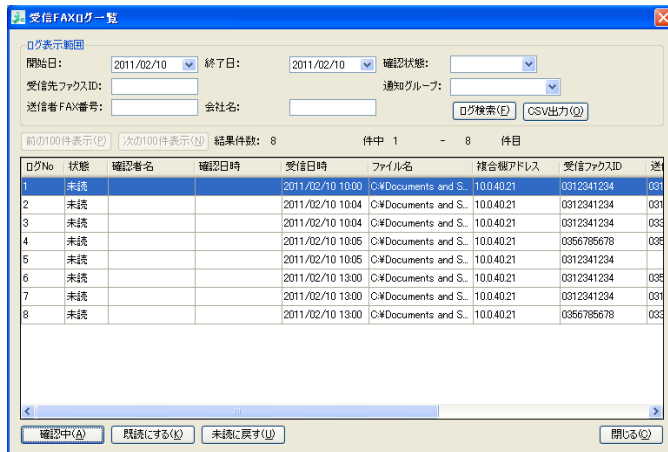 受信FAXログ一覧
ログ表示範囲
開始日: 2011/02/10 終了日: 2011/02/10 確認状態:
受信先ファクスID: 通知グループ:
送信者FAX番号: 会社名: ログ検索(F) CSV出力(O)
前の100件表示(P) 次の100件表示(N) 結果件数: 8 件中 1 - 8 件目
ログNo 状態 確認者名 確認日時 受信日時 ファイル名 複合機アドレス 受信ファクスID 送
1 未読 2011/02/10 10:00 C:¥Documents and S... 10.0.40.21 0312341234 031
2 未読 2011/02/10 10:04 C:¥Documents and S... 10.0.40.21 0312341234 031
3 未読 2011/02/10 10:04 C:¥Documents and S... 10.0.40.21 0312341234 033
4 未読 2011/02/10 10:05 C:¥Documents and S... 10.0.40.21 0356785678 035
5 未読 2011/02/10 10:05 C:¥Documents and S... 10.0.40.21 0312341234
6 未読 2011/02/10 13:00 C:¥Documents and S... 10.0.40.21 0312341234 035
7 未読 2011/02/10 13:00 C:¥Documents and S... 10.0.40.21 0312341234 031
8 未読 2011/02/10 13:00 C:¥Documents and S... 10.0.40.21 0356785678 033
確認中(A) 既読にする(K) 未読に戻す(U) 閉じる(C)